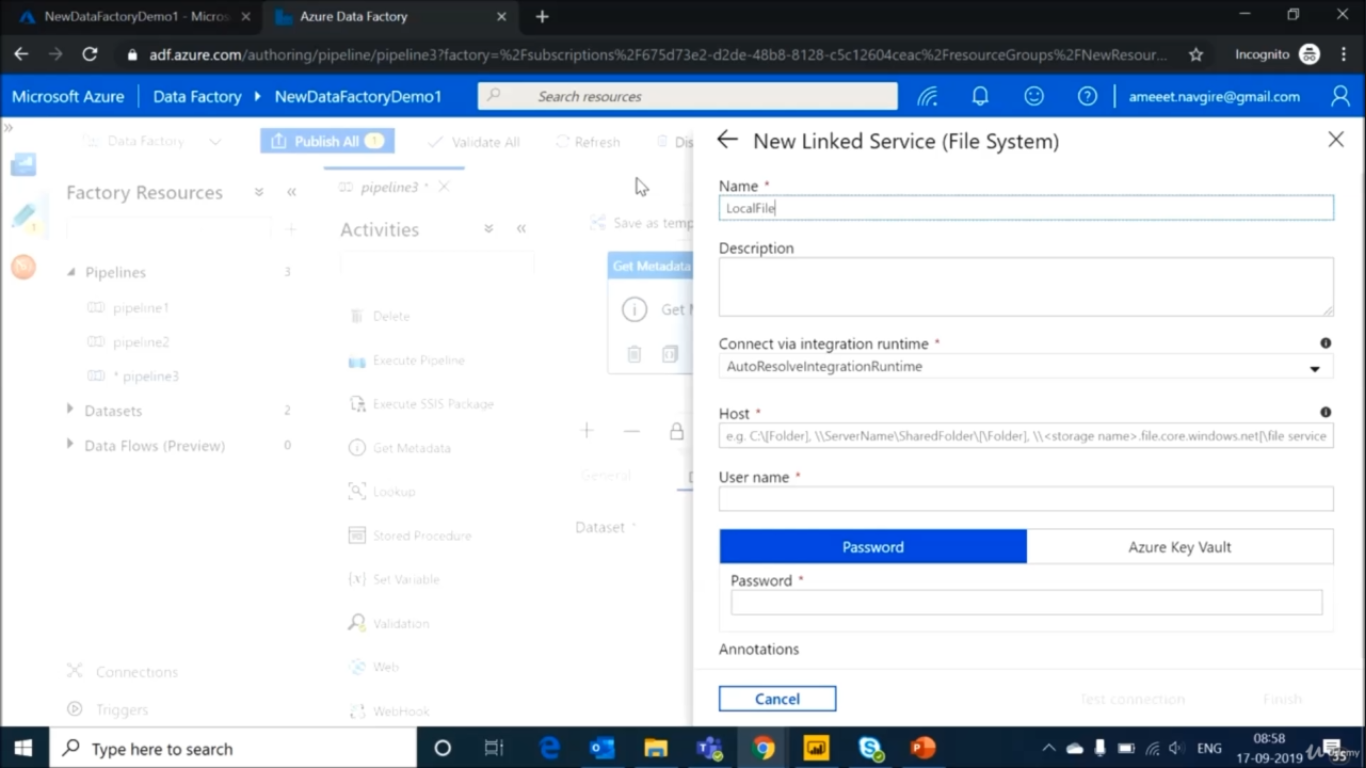 NewDataFactoryDemo1 - Micros
Azure Data Factory
adf.azure.com/authoring/pipeline/pipeline3?factory=%2Fsubscriptions%2F675d73e2-d2de-48b8-8128-c5c12604ceac%2FresourceGroups%2FNewResour...
Incognito
Microsoft Azure
Data Factory
NewDataFactoryDemo1
Search resources
ameeet.navgire@gmail.com
Data Factory
Publish All 1
Validate All
Refresh
Dis
New Linked Service (File System)
Factory Resources
pipeline3 *
Activities
Save as temp
Name *
LocalFile
Description
Pipelines 3
pipeline1
pipeline2
* pipeline3
Datasets 2
Data Flows (Preview) 0
Connections
Triggers
Delete
Execute Pipeline
Execute SSIS Package
Get Metadata
Lookup
Stored Procedure
Set Variable
Validation
Web
WebHook
Get Metadata
Get M
General
Dataset *
Connect via integration runtime *
AutoResolveIntegrationRuntime
Host *
e.g. C:\[Folder], \\ServerName\SharedFolder\[\Folder], \\<storage name>.file.core.windows.net[\file service
User name *
Password
Azure Key Vault
Password *
Annotations
Cancel
Test connection
Finish
Type here to search
ENG
08:58
17-09-2019